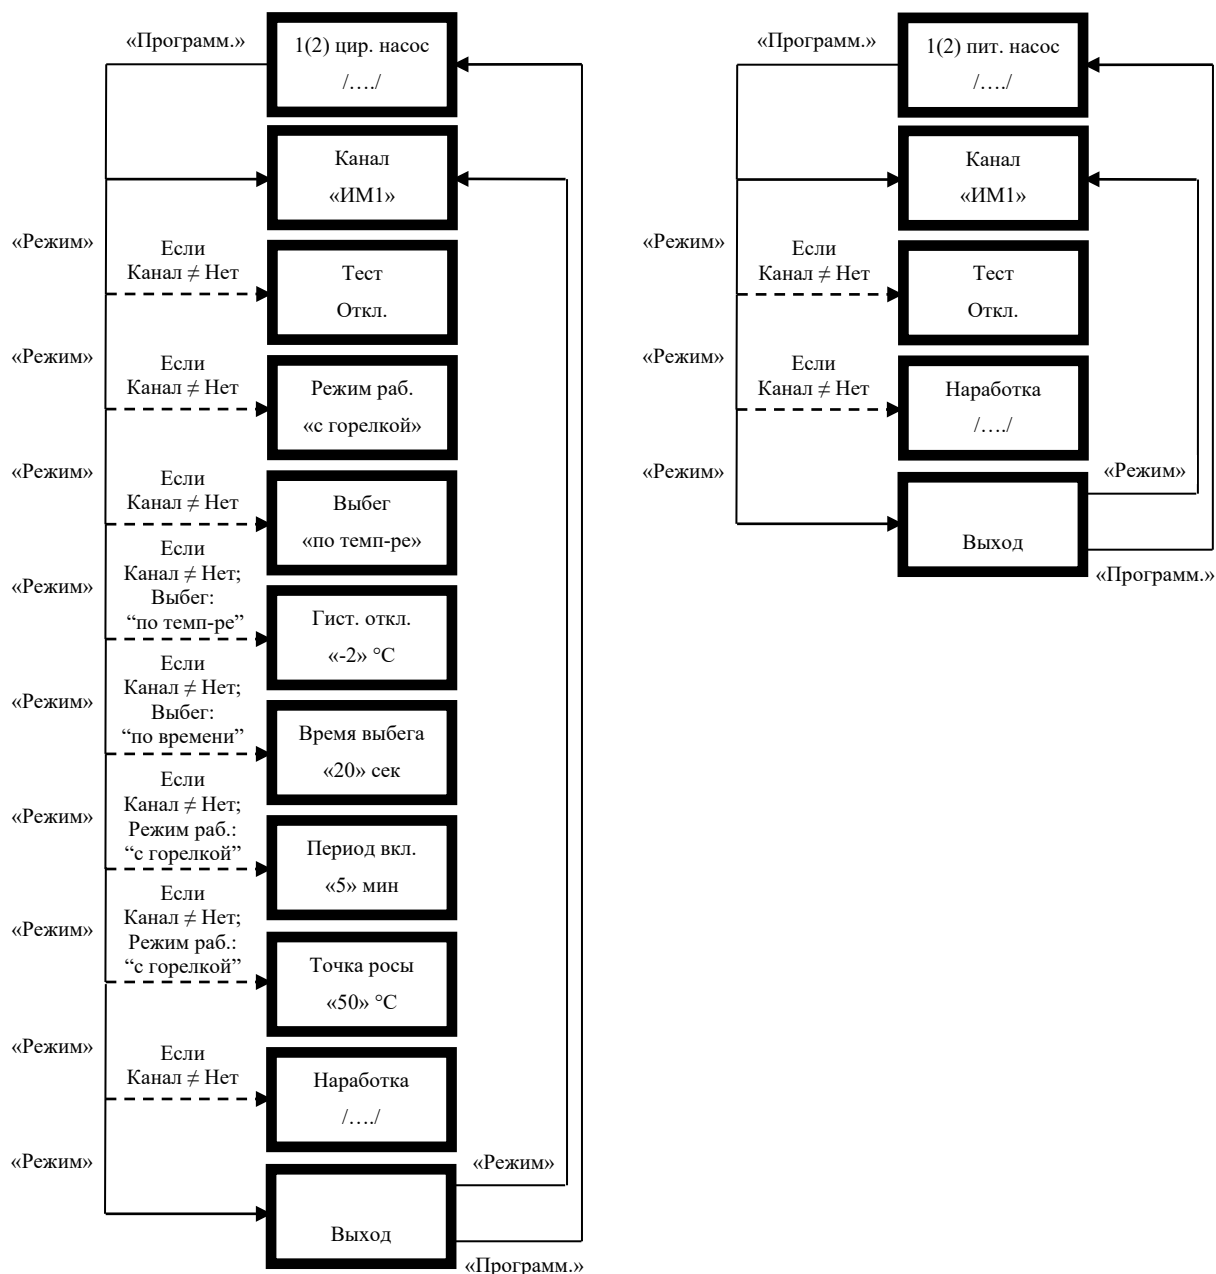 «Программ.»
1(2) цир. насос
/…./
Канал
«ИМ1»
«Режим»
Если
Канал ≠ Нет
Тест
Откл.
«Режим»
Если
Канал ≠ Нет
Режим раб.
«с горелкой»
«Режим»
Если
Канал ≠ Нет
Выбег
«по темп-ре»
«Режим»
Если
Канал ≠ Нет;
Выбег:
“по темп-ре”
Гист. откл.
«-2» °C
«Режим»
Если
Канал ≠ Нет;
Выбег:
“по времени”
Время выбега
«20» сек
«Режим»
Если
Канал ≠ Нет;
Режим раб.:
“с горелкой”
Период вкл.
«5» мин
«Режим»
Если
Канал ≠ Нет;
Режим раб.:
“с горелкой”
Точка росы
«50» °C
«Режим»
Если
Канал ≠ Нет
Наработка
/…./
«Режим»
Выход
«Режим»
«Программ.»
«Программ.»
1(2) пит. насос
/…./
Канал
«ИМ1»
«Режим»
Если
Канал ≠ Нет
Тест
Откл.
«Режим»
Если
Канал ≠ Нет
Наработка
/…./
«Режим»
Выход
«Режим»
«Программ.»